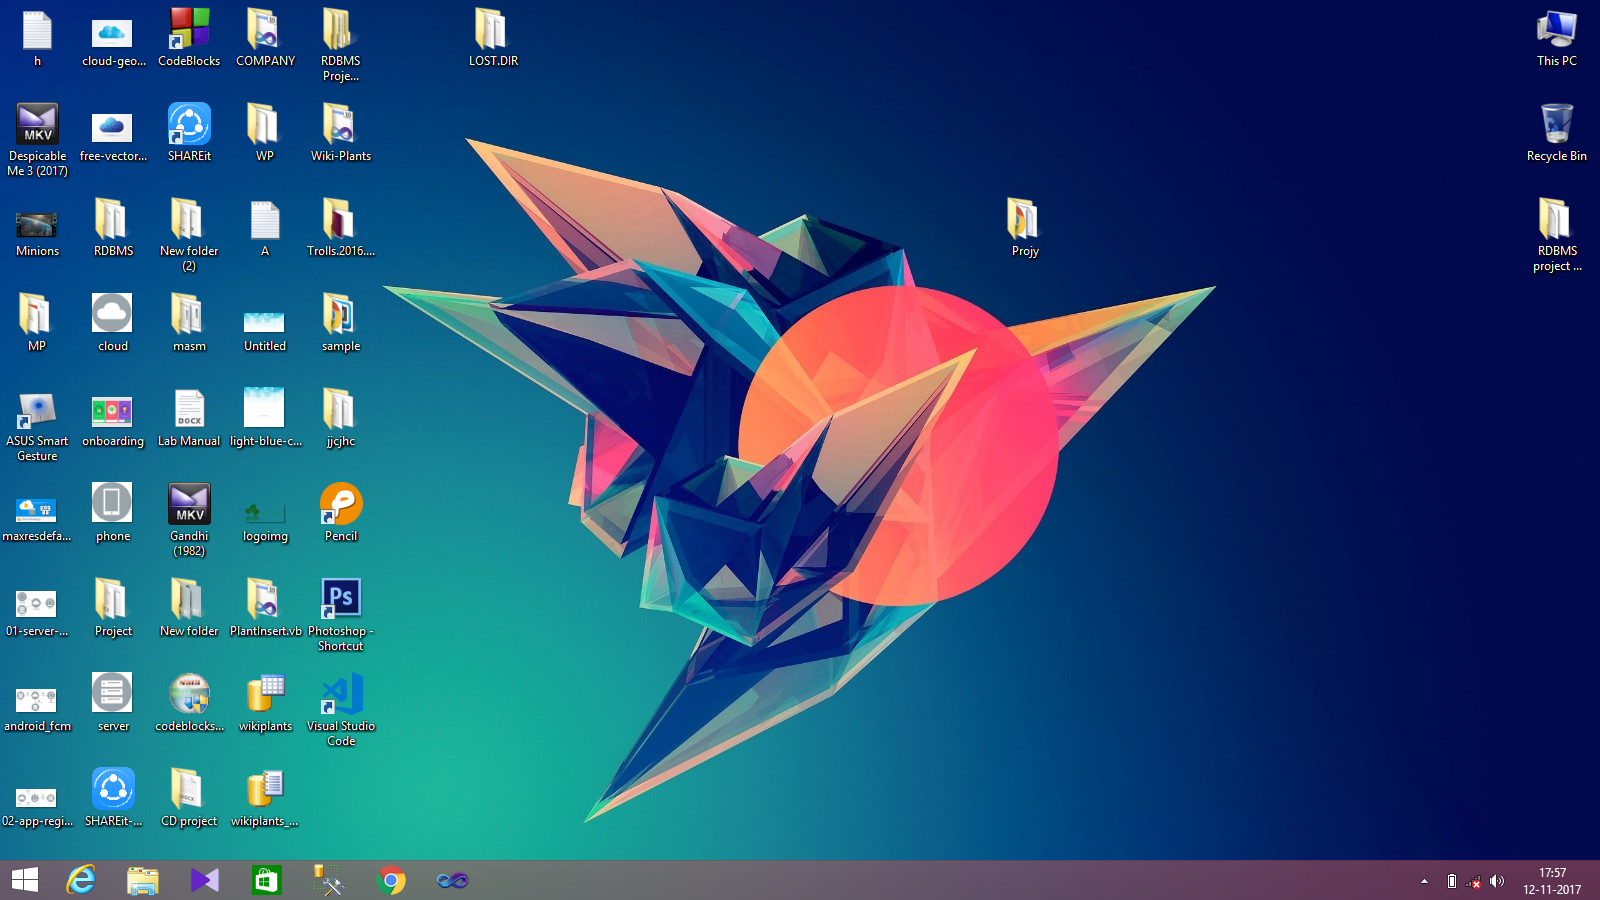 h
cloud-geo...
CodeBlocks
COMPANY
RDBMS
Proje...
LOST.DIR
This PC
MKV
Despicable
Me 3 (2017)
free-vector...
SHAREit
WP
Wiki-Plants
Recycle Bin
Minions
RDBMS
New folder
(2)
A
Trolls.2016....
Projy
RDBMS
project ...
MP
cloud
masm
Untitled
sample
ASUS Smart
Gesture
onboarding
DOCX
Lab Manual
light-blue-c...
jjcjhc
maxresdefa...
phone
MKV
Gandhi
(1982)
logoimg
Pencil
01-server-...
Project
New folder
PlantInsert.vb
Ps
Photoshop -
Shortcut
android_fcm
server
codeblocks...
wikiplants
Visual Studio
Code
02-app-regi...
SHAREit-...
CD project
wikiplants_...
17:57
12-11-2017